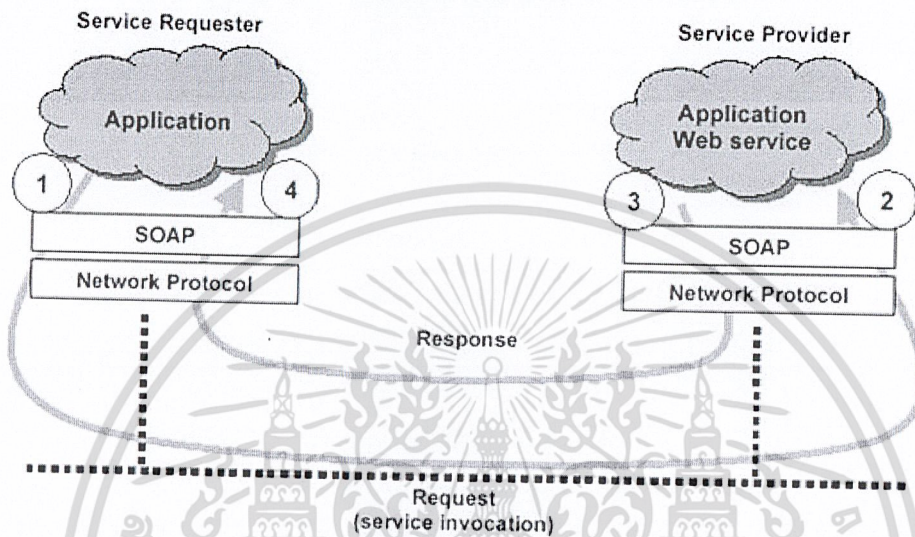 Service Requester
Service Provider
Application
Application
Web service
1
4
3
2
SOAP
SOAP
Network Protocol
Network Protocol
Response
Request
(service invocation)